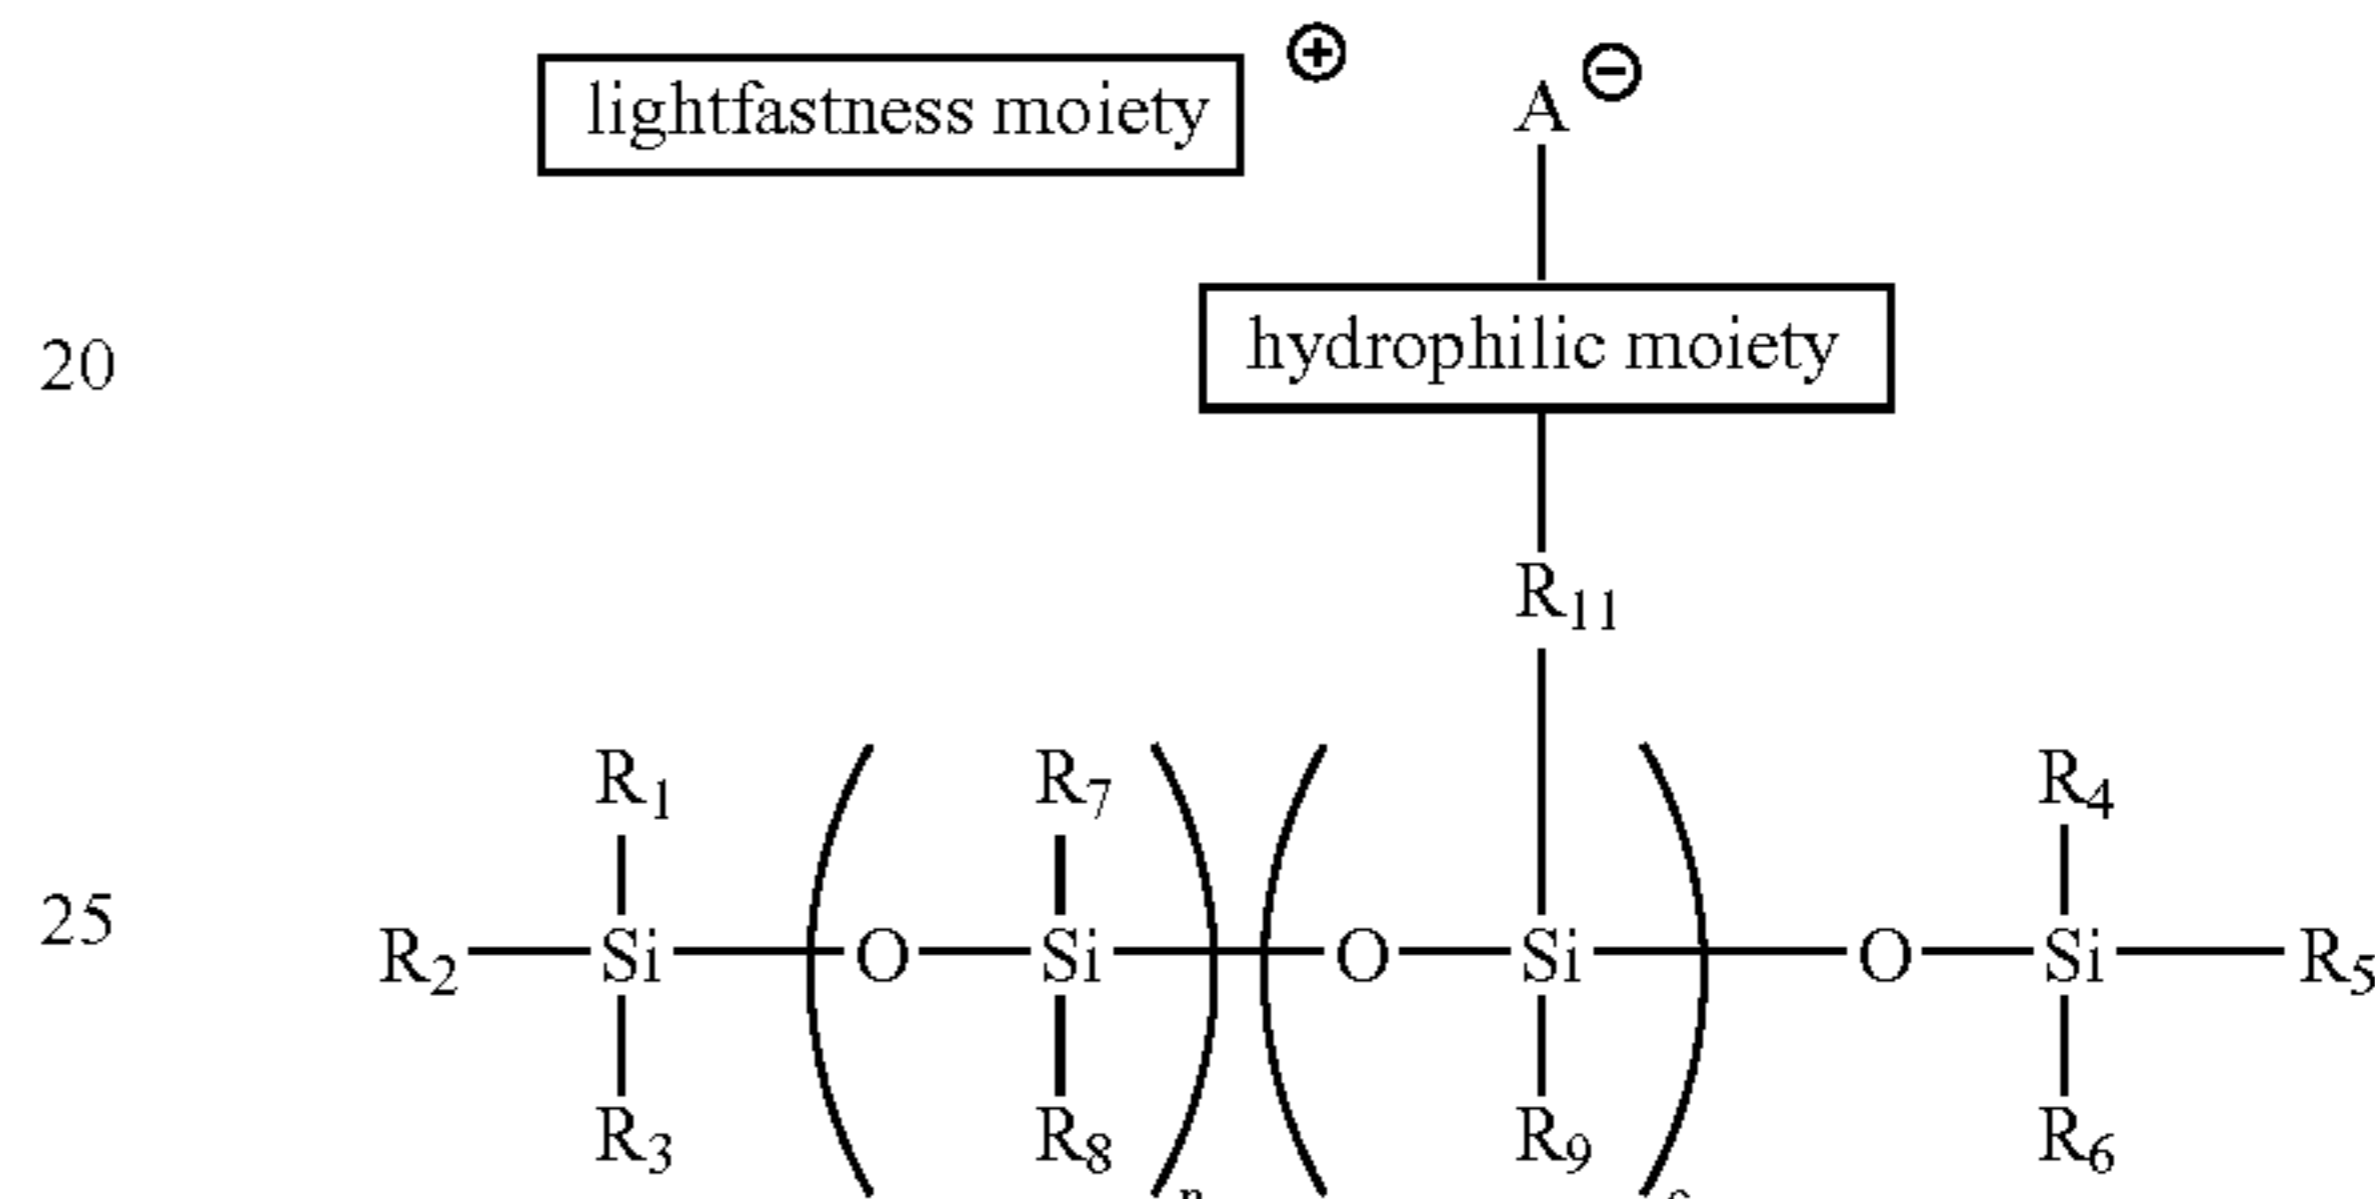 lightfastness moiety ⊕ A ⊖
20 hydrophilic moiety
R11
R1 R7 R4
25 R2—Si—(O—Si)—(O—Si)—O—Si—R5
R3 R8 R9 R6